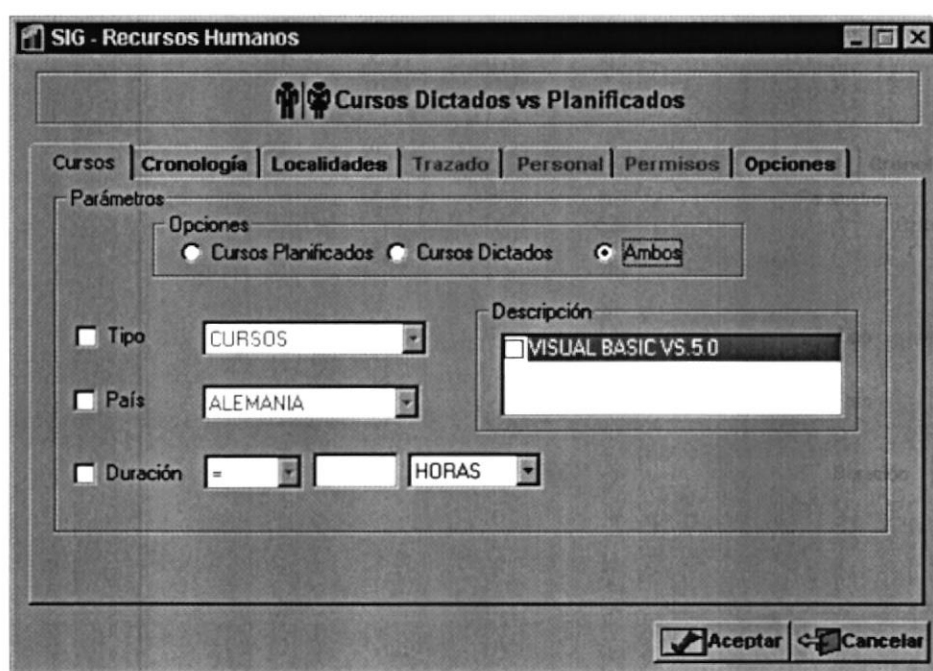 SIG - Recursos Humanos
Cursos Dictados vs Planificados
Cursos Cronología Localidades Trazado Personal Permisos Opciones
Parámetros
Opciones
Cursos Planificados Cursos Dictados Ambos
Descripción
Tipo CURSOS VISUAL BASIC VS.5.0
País ALEMANIA
Duración = HORAS
Aceptar Cancelar